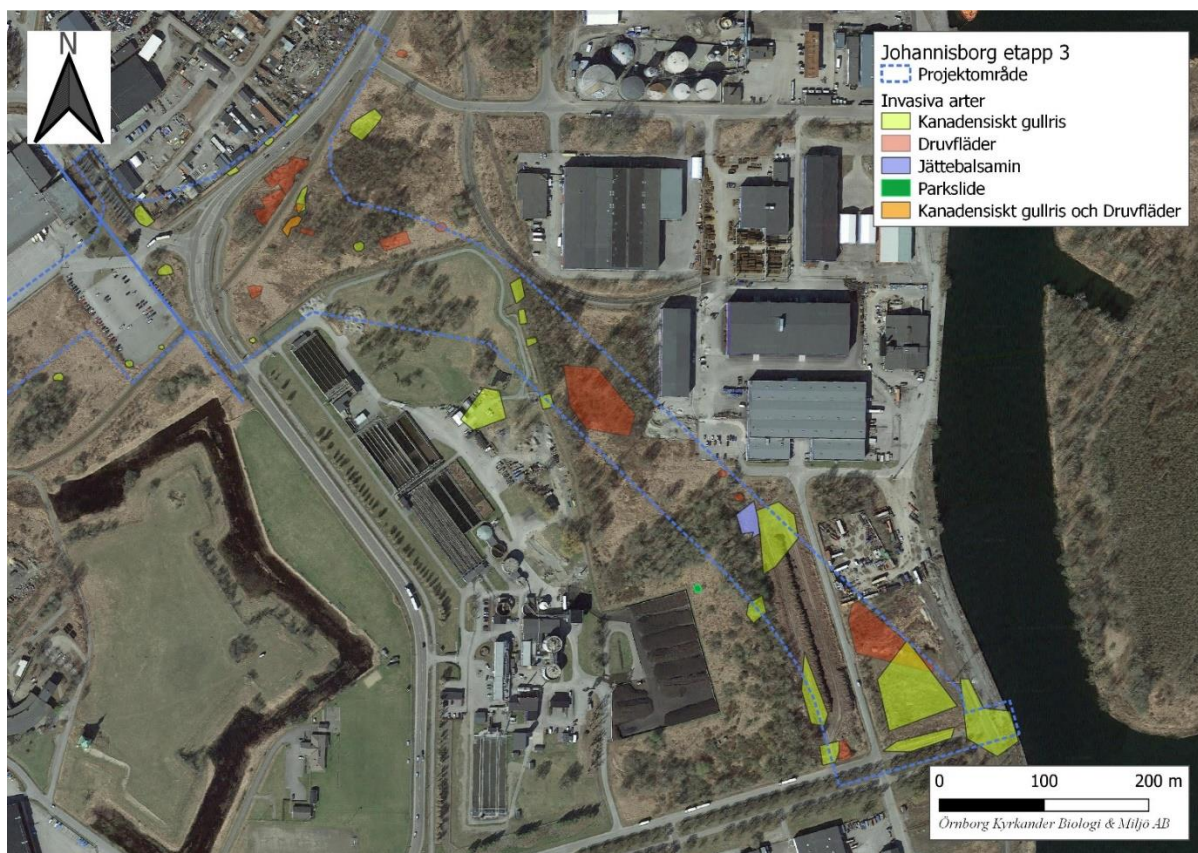 N
Johannisborg etapp 3
Projektområde
Invasiva arter
Kanadensiskt gullris
Druvfläder
Jättebalsamin
Parkslide
Kanadensiskt gullris och Druvfläder
0 100 200 m
Örnborg Kyrkander Biologi & Miljö AB